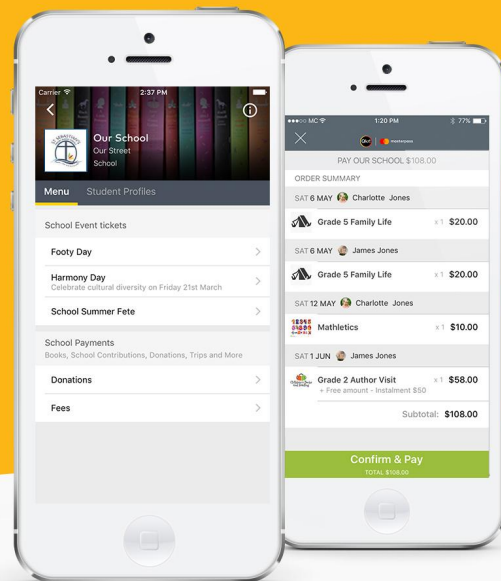 Carrier 2:37 PM
Our School
Our Street
School
Menu Student Profiles
School Event tickets
Footy Day
Harmony Day
Celebrate cultural diversity on Friday 21st March
School Summer Fete
School Payments
Books, School Contributions, Donations, Trips and More
Donations
Fees
MC 1:20 PM 77%
Qkr! masterpass
PAY OUR SCHOOL $108.00
ORDER SUMMARY
SAT 6 MAY Charlotte Jones
Grade 5 Family Life x 1 $20.00
SAT 6 MAY James Jones
Grade 5 Family Life x 1 $20.00
SAT 12 MAY Charlotte Jones
Mathletics x 1 $10.00
SAT 1 JUN James Jones
Grade 2 Author Visit x 1 $58.00
+ Free amount - Instalment $50
Subtotal: $108.00
Confirm & Pay
TOTAL $108.00